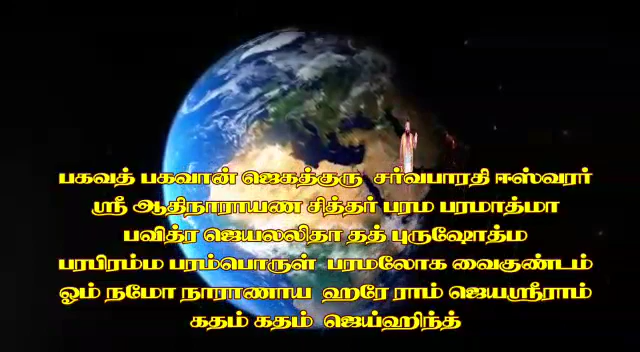 பகவத் பகவான் ஜெகத்குரு சர்வபாரதி ஈஸ்வரர்
ஸ்ரீ ஆதிநாராயண சித்தர் பரம பரமாத்மா
பவித்ர ஜெயலலிதா தத் புருஷோத்ம
பரபிரம்ம பரம்பொருள் பரமலோக வைகுண்டம்
ஓம் நமோ நாராணாய ஹரே ராம் ஜெயஸ்ரீராம்
கதம் கதம் ஜெய்ஹிந்த்